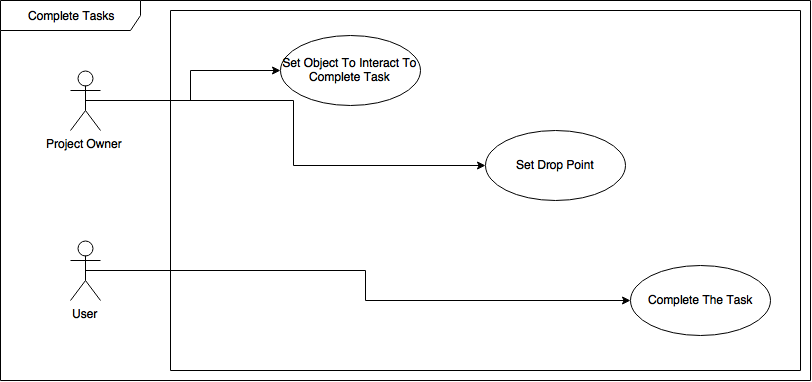 Complete Tasks
Set Object To Interact To
Complete Task
Project Owner
Set Drop Point
User
Complete The Task